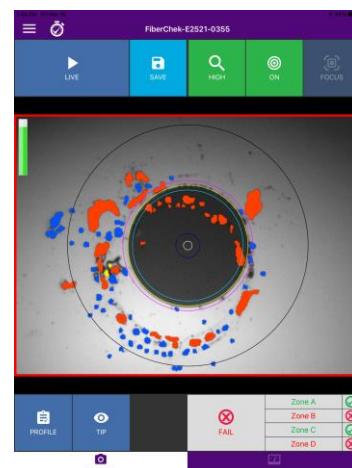 FiberChek-E2521-0355
LIVE
SAVE
HIGH
ON
FOCUS
PROFILE
TIP
FAIL
Zone A
Zone B
Zone C
Zone D